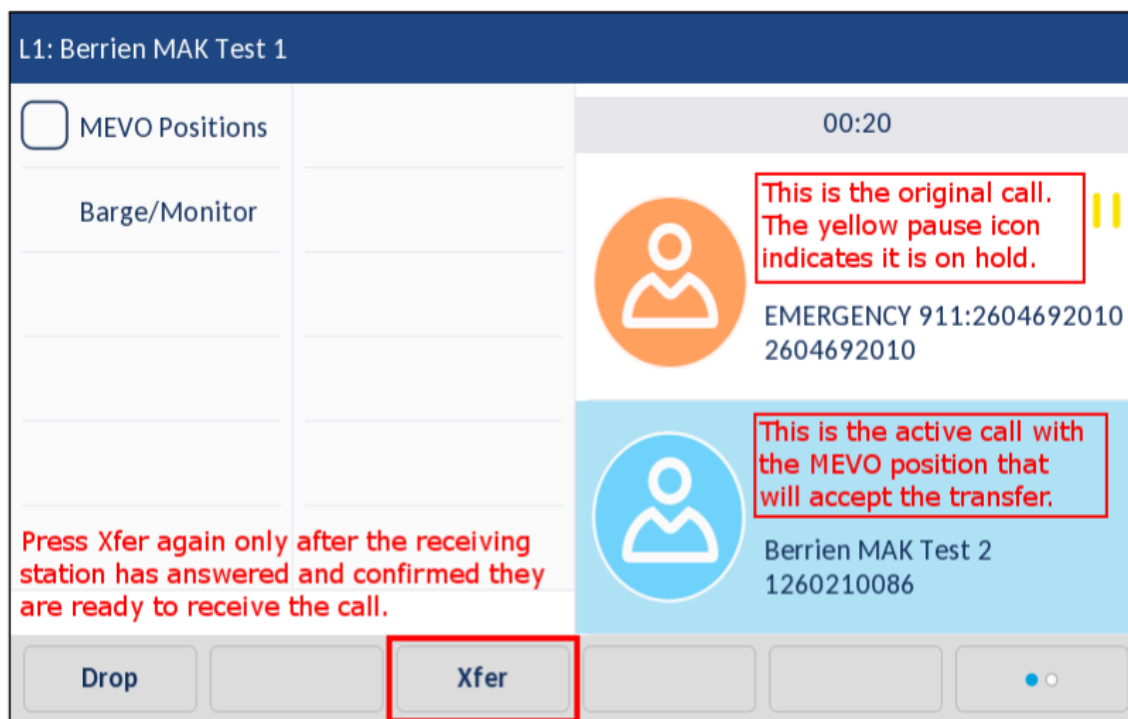 L1: Berrien MAK Test 1
MEVO Positions
Barge/Monitor
00:20
This is the original call.
The yellow pause icon
indicates it is on hold.
EMERGENCY 911:2604692010
2604692010
This is the active call with
the MEVO position that
will accept the transfer.
Berrien MAK Test 2
1260210086
Press Xfer again only after the receiving
station has answered and confirmed they
are ready to receive the call.
Drop
Xfer